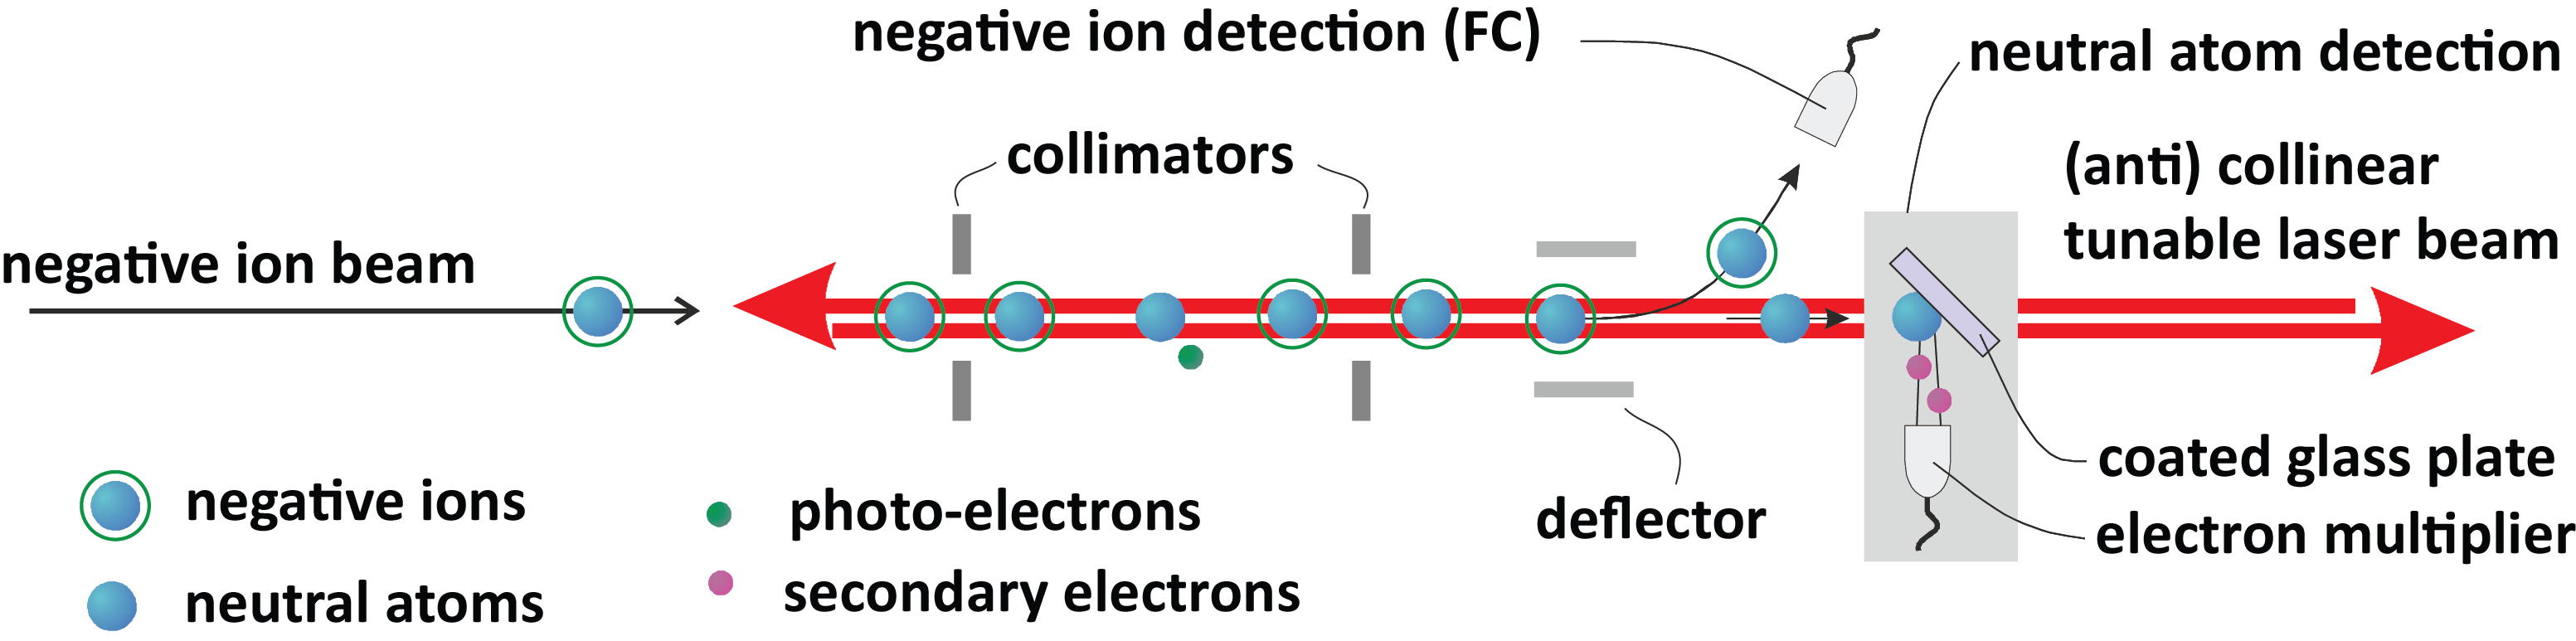 negative ion detection (FC)
neutral atom detection
collimators
(anti) collinear
tunable laser beam
negative ion beam
coated glass plate
negative ions
photo-electrons
deflector
electron multiplier
neutral atoms
secondary electrons